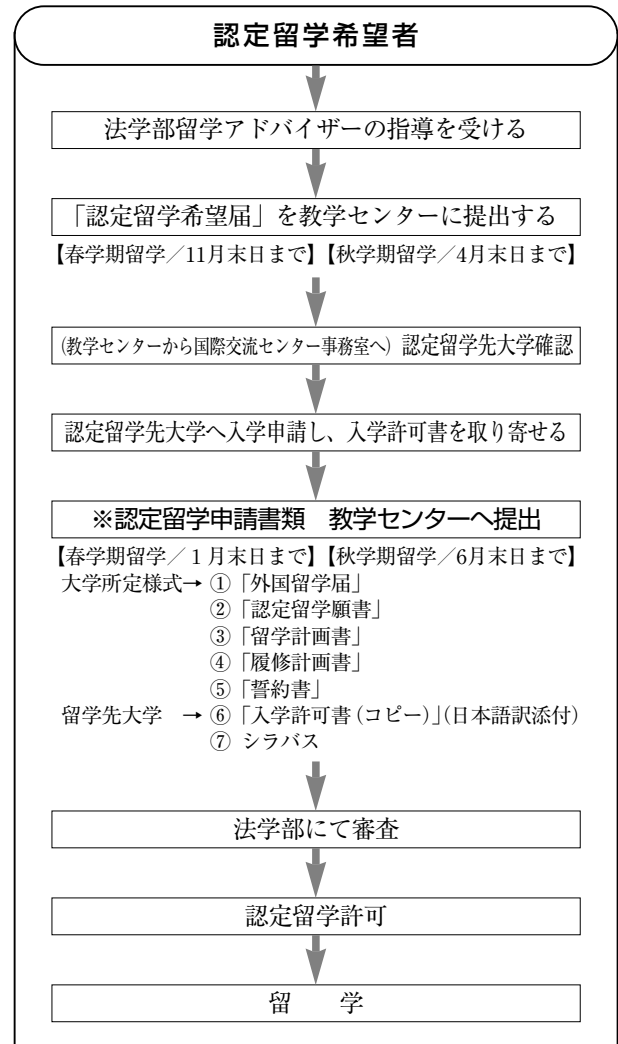 認定留学希望者
法学部留学アドバイザーの指導を受ける
「認定留学希望届」を教学センターに提出する
【春学期留学／11月末日まで】【秋学期留学／4月末日まで】
(教学センターから国際交流センター事務室へ) 認定留学先大学確認
認定留学先大学へ入学申請し、入学許可書を取り寄せる
※認定留学申請書類　教学センターへ提出
【春学期留学／１月末日まで】【秋学期留学／6月末日まで】
大学所定様式→ ①「外国留学届」
②「認定留学願書」
③「留学計画書」
④「履修計画書」
⑤「誓約書」
留学先大学　→ ⑥「入学許可書（コピー）」(日本語訳添付)
⑦ シラバス
法学部にて審査
認定留学許可
留　学